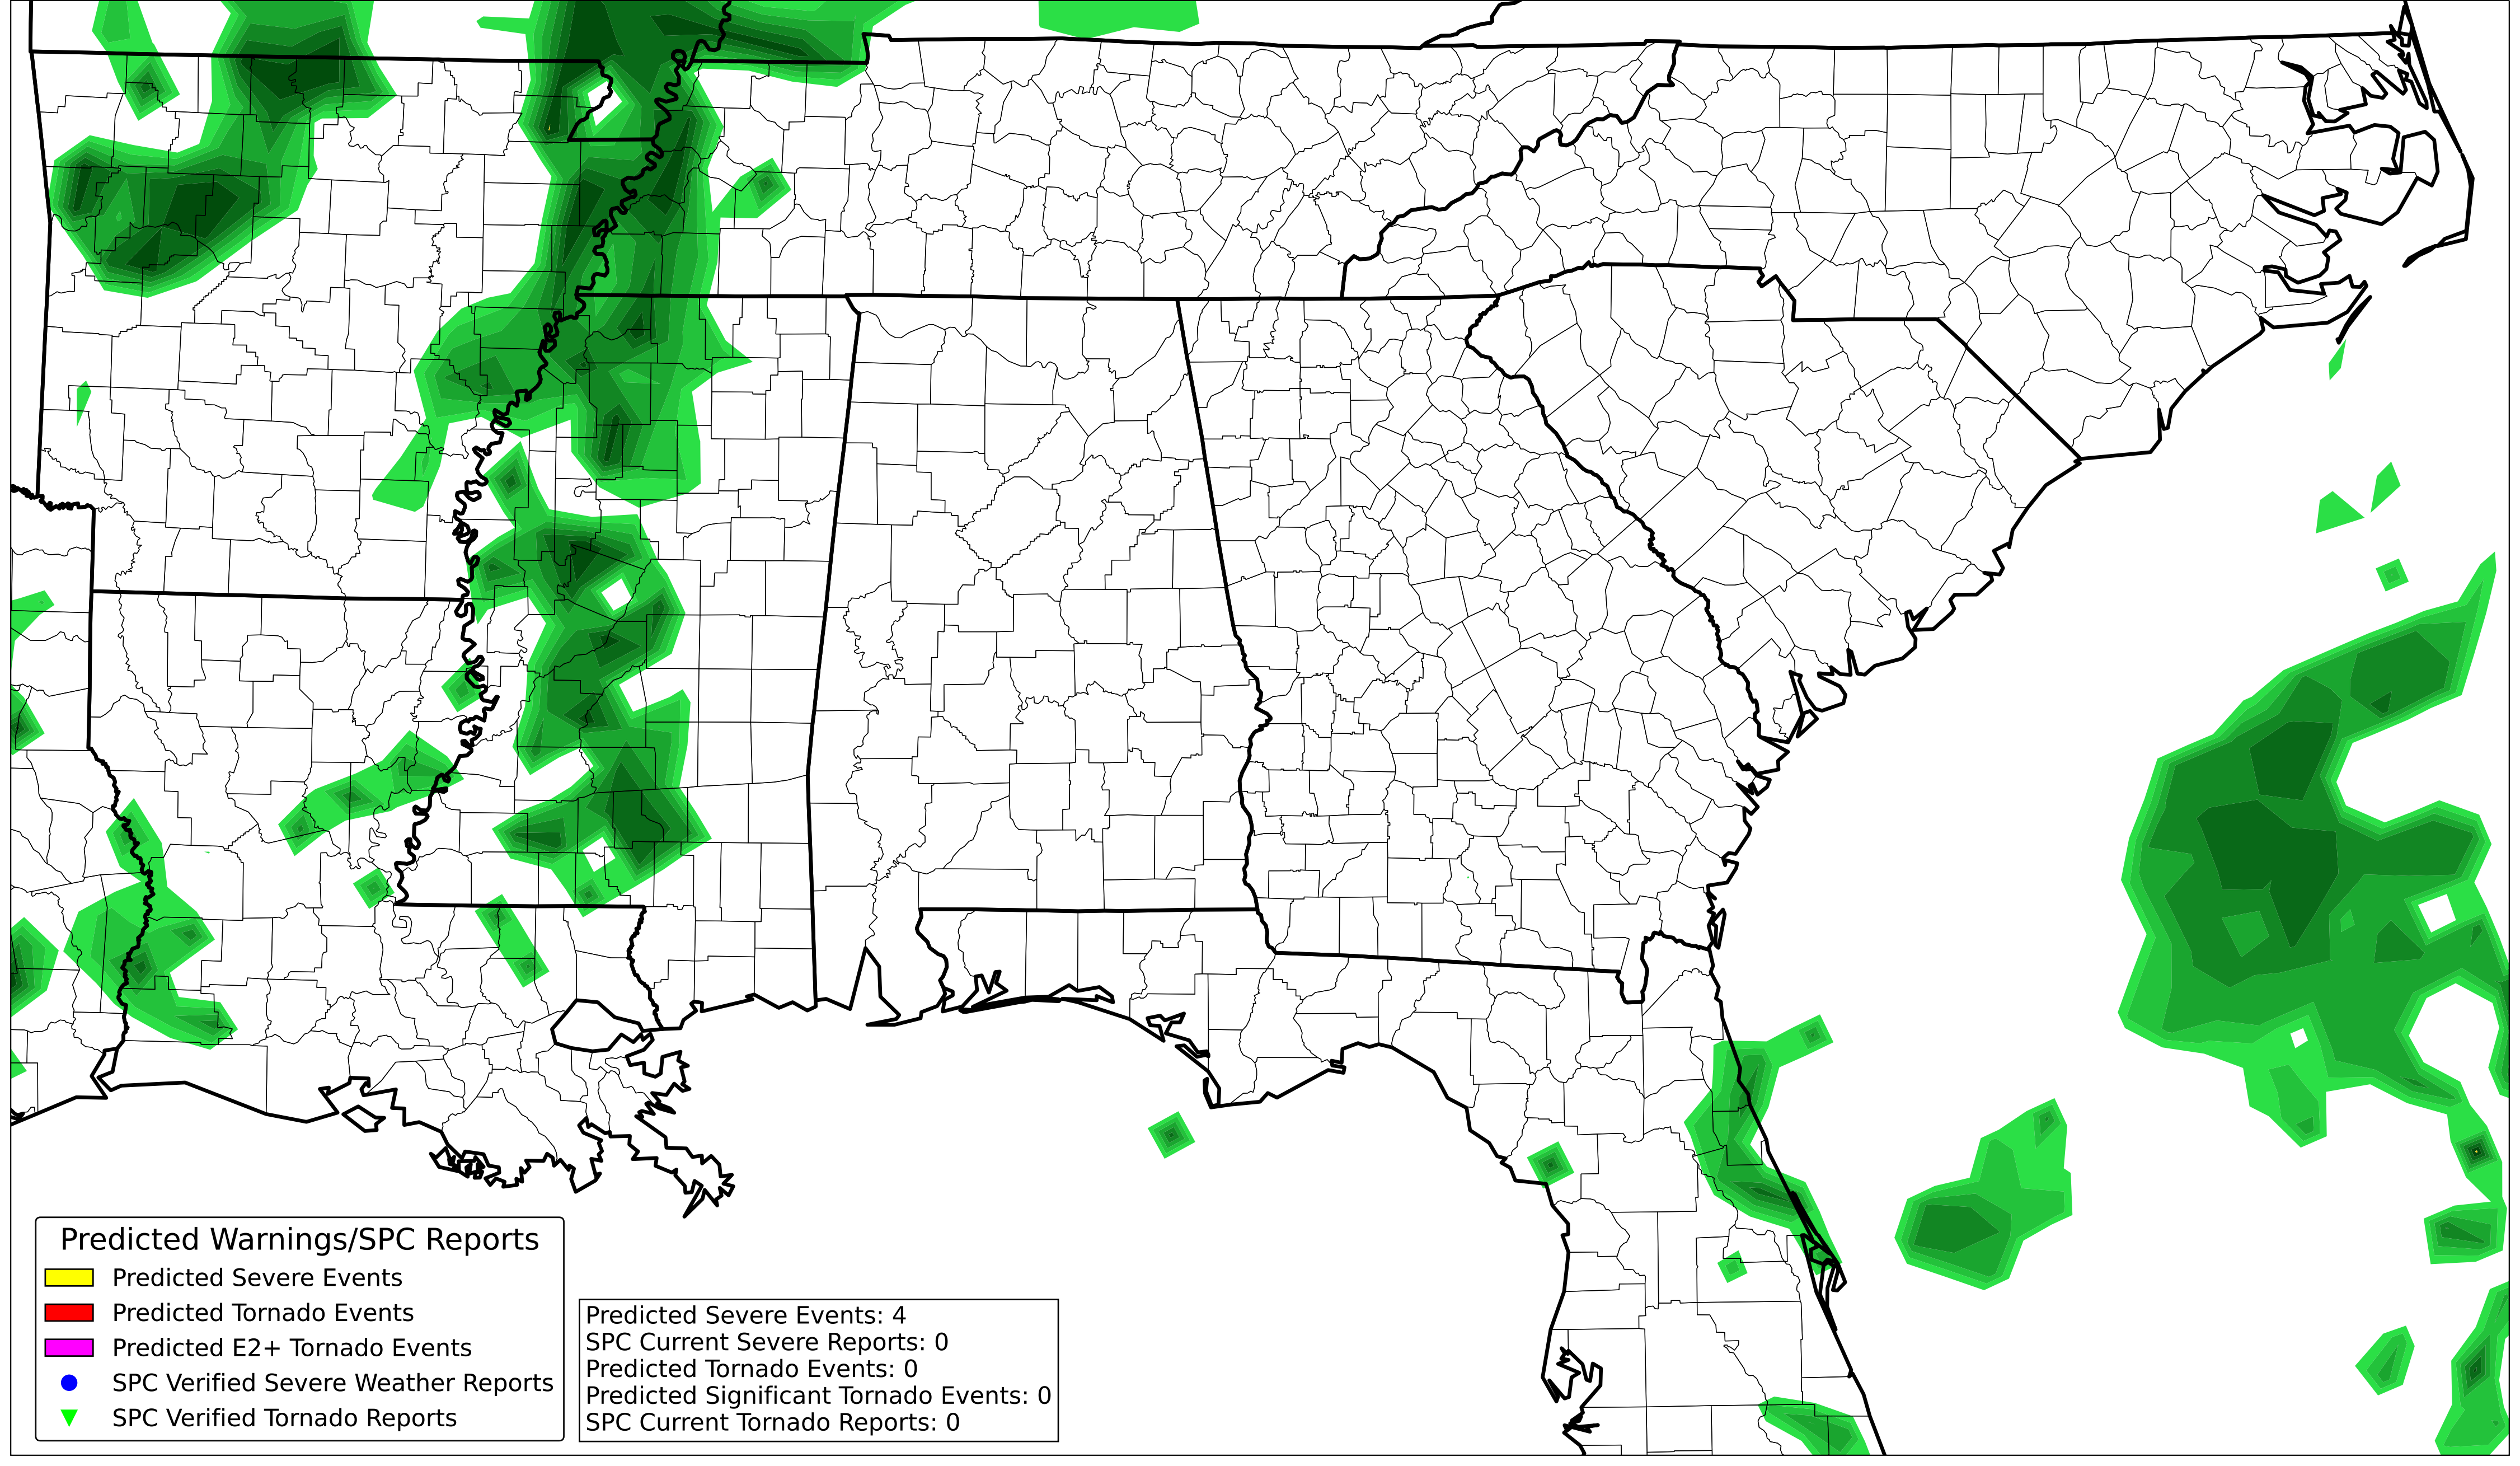 Predicted Warnings/SPC Reports
Predicted Severe Events
Predicted Tornado Events
Predicted E2+ Tornado Events
SPC Verified Severe Weather Reports
SPC Verified Tornado Reports
Predicted Severe Events: 4
SPC Current Severe Reports: 0
Predicted Tornado Events: 0
Predicted Significant Tornado Events: 0
SPC Current Tornado Reports: 0